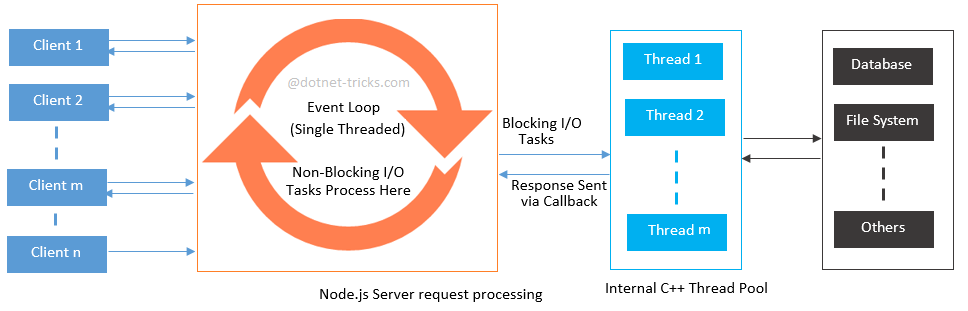 Client 1
Client 2
Client m
Client n
@dotnet-tricks.com
Event Loop
(Single Threaded)
Non-Blocking I/O
Tasks Process Here
Node.js Server request processing
Blocking I/O
Tasks
Response Sent
via Callback
Thread 1
Thread 2
Thread m
Internal C++ Thread Pool
Database
File System
Others